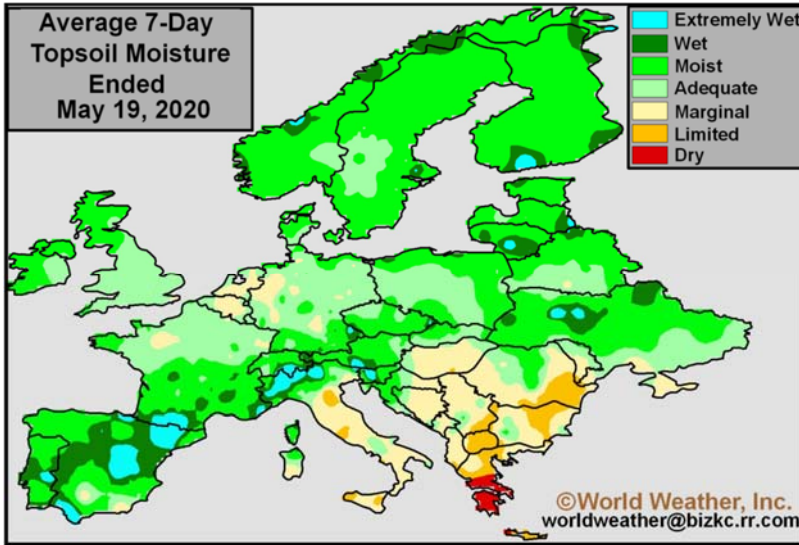 Average 7-Day
Topsoil Moisture
Ended
May 19, 2020
Extremely Wet
Wet
Moist
Adequate
Marginal
Limited
Dry
©World Weather, Inc.
worldweather@bizkc.rr.com